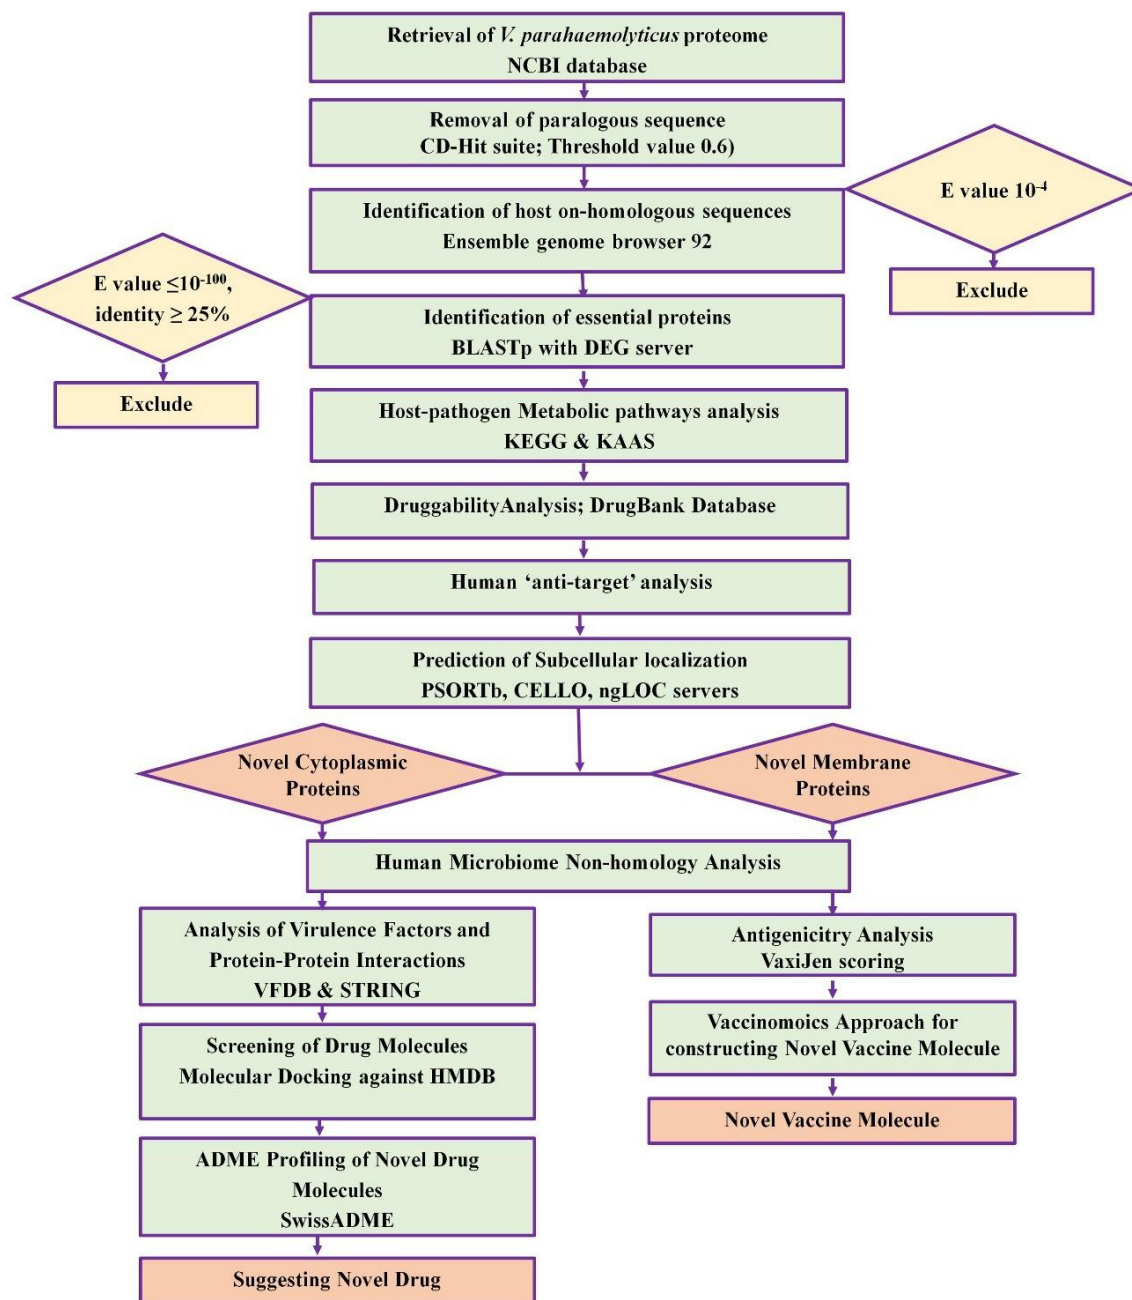 Retrieval of V. parahaemolyticus proteome
NCBI database
Removal of paralogous sequence
CD-Hit suite; Threshold value 0.6)
E value 10⁻⁴
Exclude
Identification of host on-homologous sequences
Ensemble genome browser 92
E value ≤10⁻¹⁰⁰,
identity ≥ 25%
Exclude
Identification of essential proteins
BLASTp with DEG server
Host-pathogen Metabolic pathways analysis
KEGG & KAAS
DruggabilityAnalysis; DrugBank Database
Human ‘anti-target’ analysis
Prediction of Subcellular localization
PSORTb, CELLO, ngLOC servers
Novel Cytoplasmic
Proteins
Novel Membrane
Proteins
Human Microbiome Non-homology Analysis
Analysis of Virulence Factors and
Protein-Protein Interactions
VFDB & STRING
Screening of Drug Molecules
Molecular Docking against HMDB
ADME Profiling of Novel Drug
Molecules
SwissADME
Suggesting Novel Drug
Antigenicitry Analysis
VaxiJen scoring
Vaccinomoics Approach for
constructing Novel Vaccine Molecule
Novel Vaccine Molecule